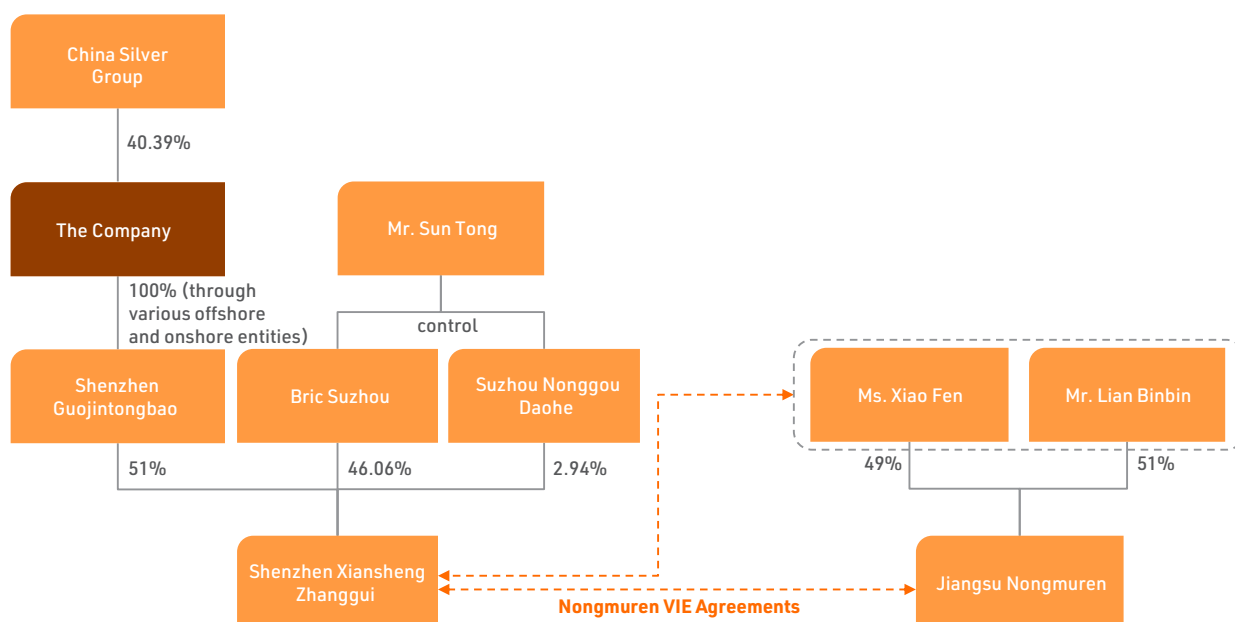 China Silver
Group
40.39%
The Company
Mr. Sun Tong
100% (through
various offshore
and onshore entities)
control
Shenzhen
Guojintongbao
Bric Suzhou
Suzhou Nonggou
Daohe
Ms. Xiao Fen
Mr. Lian Binbin
51%
46.06%
2.94%
49%
51%
Shenzhen Xiansheng
Zhanggui
Jiangsu Nongmuren
Nongmuren VIE Agreements